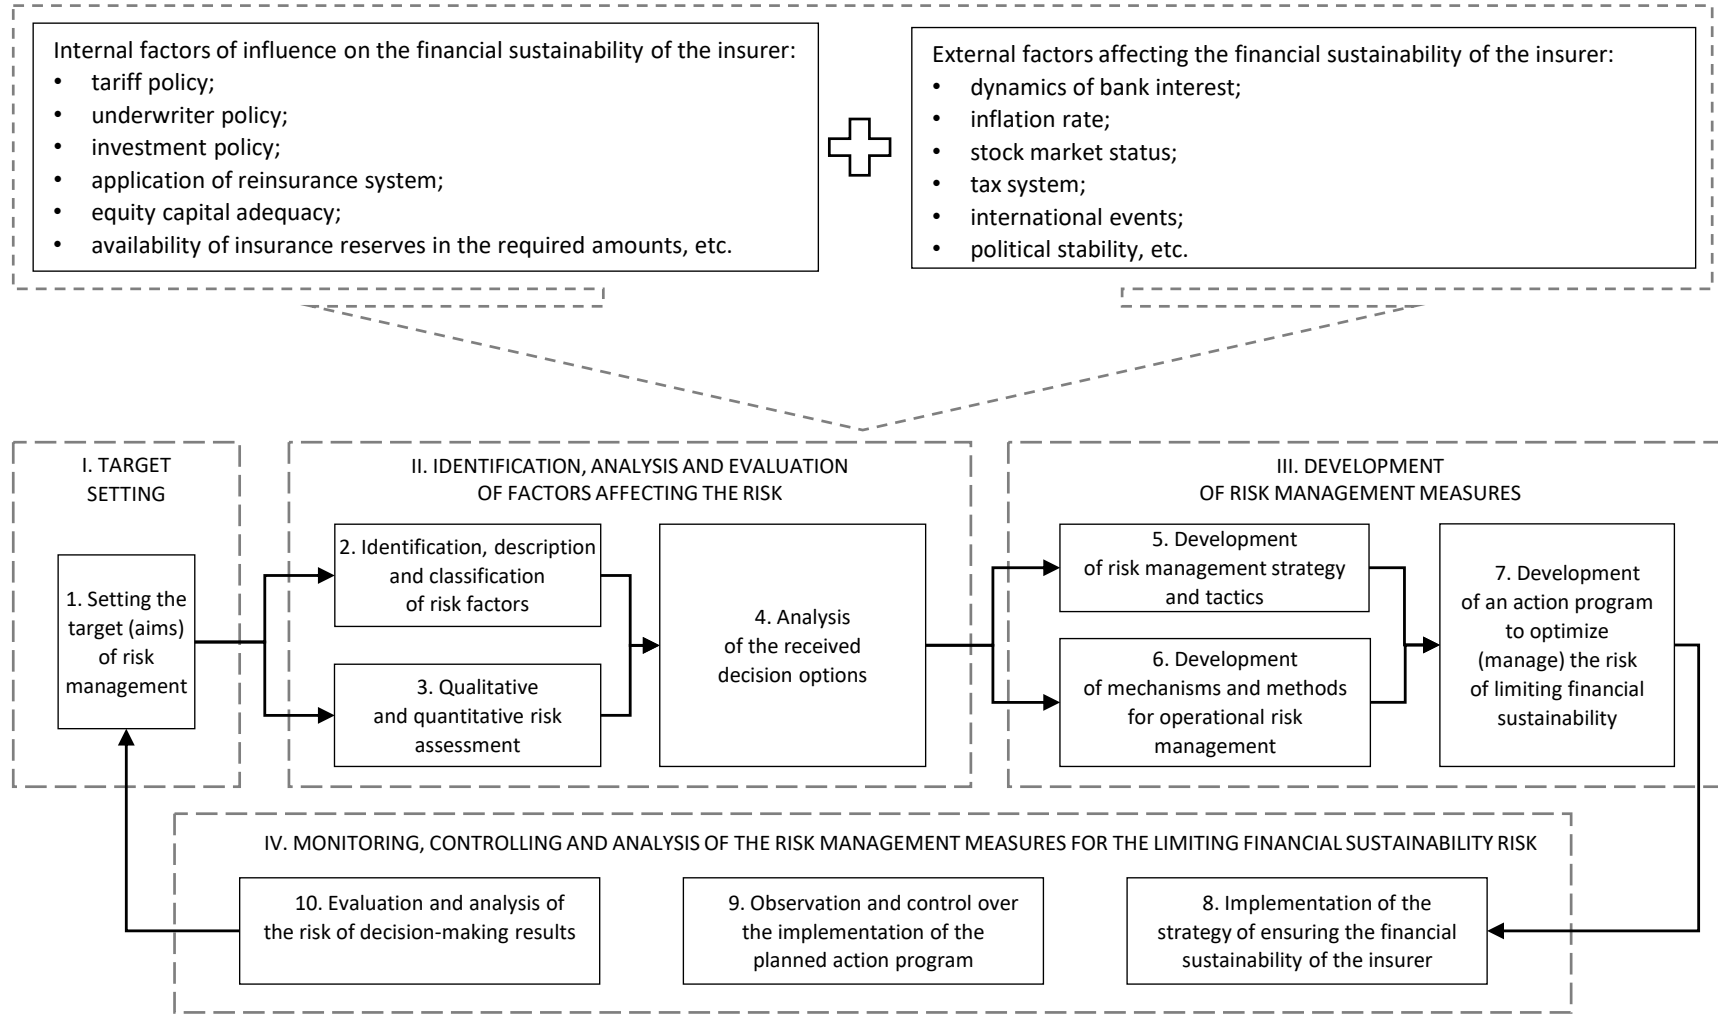 Internal factors of influence on the financial sustainability of the insurer:
• tariff policy;
• underwriter policy;
• investment policy;
• application of reinsurance system;
• equity capital adequacy;
• availability of insurance reserves in the required amounts, etc.
External factors affecting the financial sustainability of the insurer:
• dynamics of bank interest;
• inflation rate;
• stock market status;
• tax system;
• international events;
• political stability, etc.
I. TARGET
SETTING
1. Setting the
target (aims)
of risk
management
II. IDENTIFICATION, ANALYSIS AND EVALUATION
OF FACTORS AFFECTING THE RISK
2. Identification, description
and classification
of risk factors
3. Qualitative
and quantitative risk
assessment
4. Analysis
of the received
decision options
III. DEVELOPMENT
OF RISK MANAGEMENT MEASURES
5. Development
of risk management strategy
and tactics
6. Development
of mechanisms and methods
for operational risk
management
7. Development
of an action program
to optimize
(manage) the risk
of limiting financial
sustainability
IV. MONITORING, CONTROLLING AND ANALYSIS OF THE RISK MANAGEMENT MEASURES FOR THE LIMITING FINANCIAL SUSTAINABILITY RISK
10. Evaluation and analysis of
the risk of decision-making results
9. Observation and control over
the implementation of the
planned action program
8. Implementation of the
strategy of ensuring the financial
sustainability of the insurer